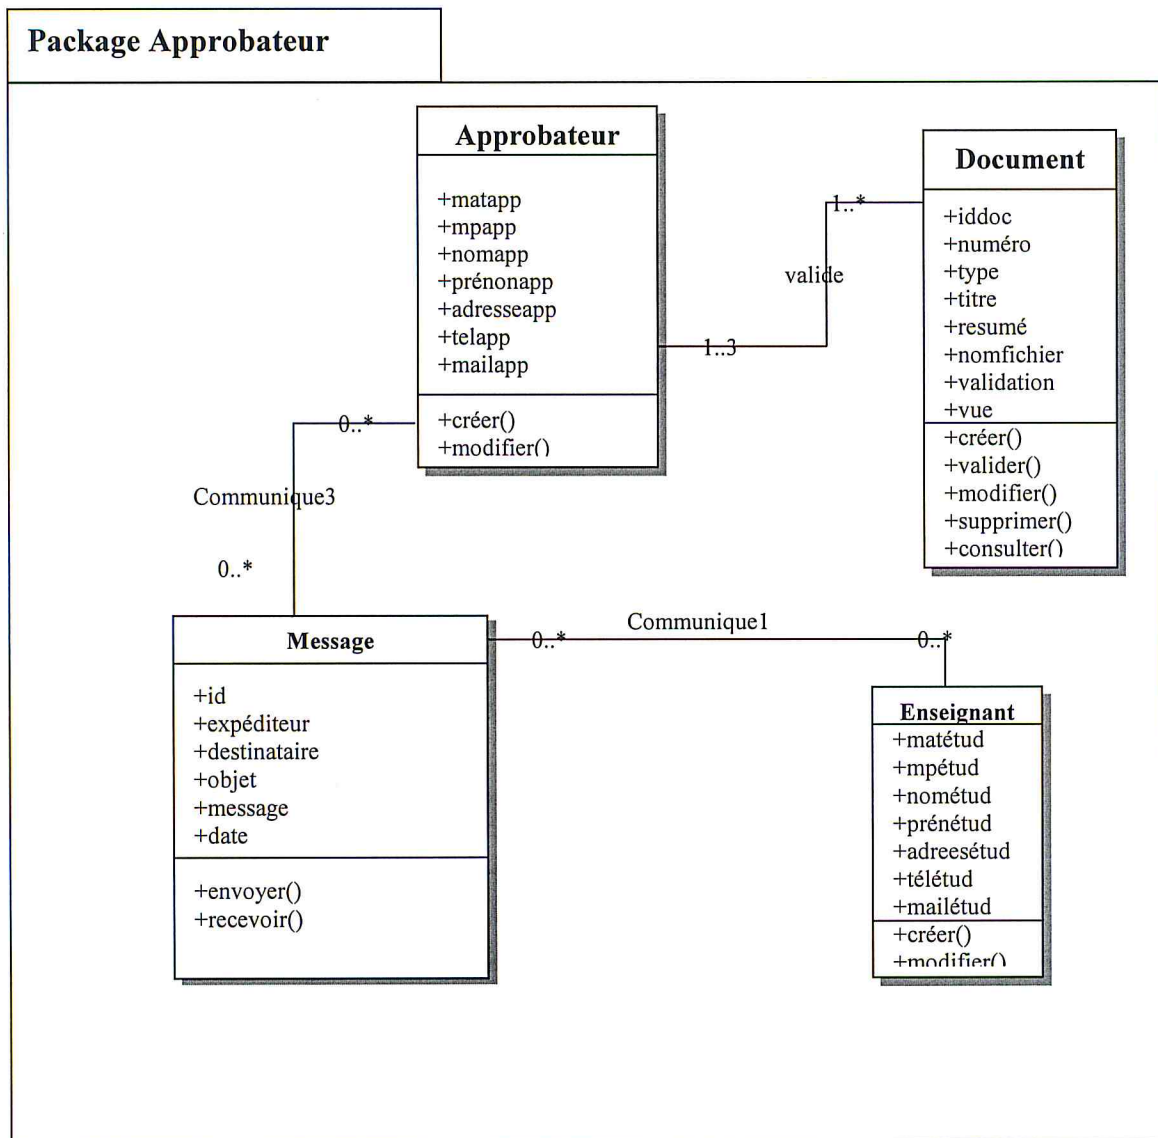 Package Approbateur
Approbateur
+matapp
+mpapp
+nomapp
+prénonapp
+adresseapp
+telapp
+mailapp
+créer()
+modifier()
Document
+iddoc
+numéro
+type
+titre
+resumé
+nomfichier
+validation
+vue
+créer()
+valider()
+modifier()
+supprimer()
+consulter()
1..*
valide
1..3
0..*
Communique3
0..*
Message
+id
+expéditeur
+destinataire
+objet
+message
+date
+envoyer()
+recevoir()
Communique1
0..*
0..*
Enseignant
+matétud
+mpétud
+nométud
+prénétud
+adreesétud
+télétud
+mailétud
+créer()
+modifier()